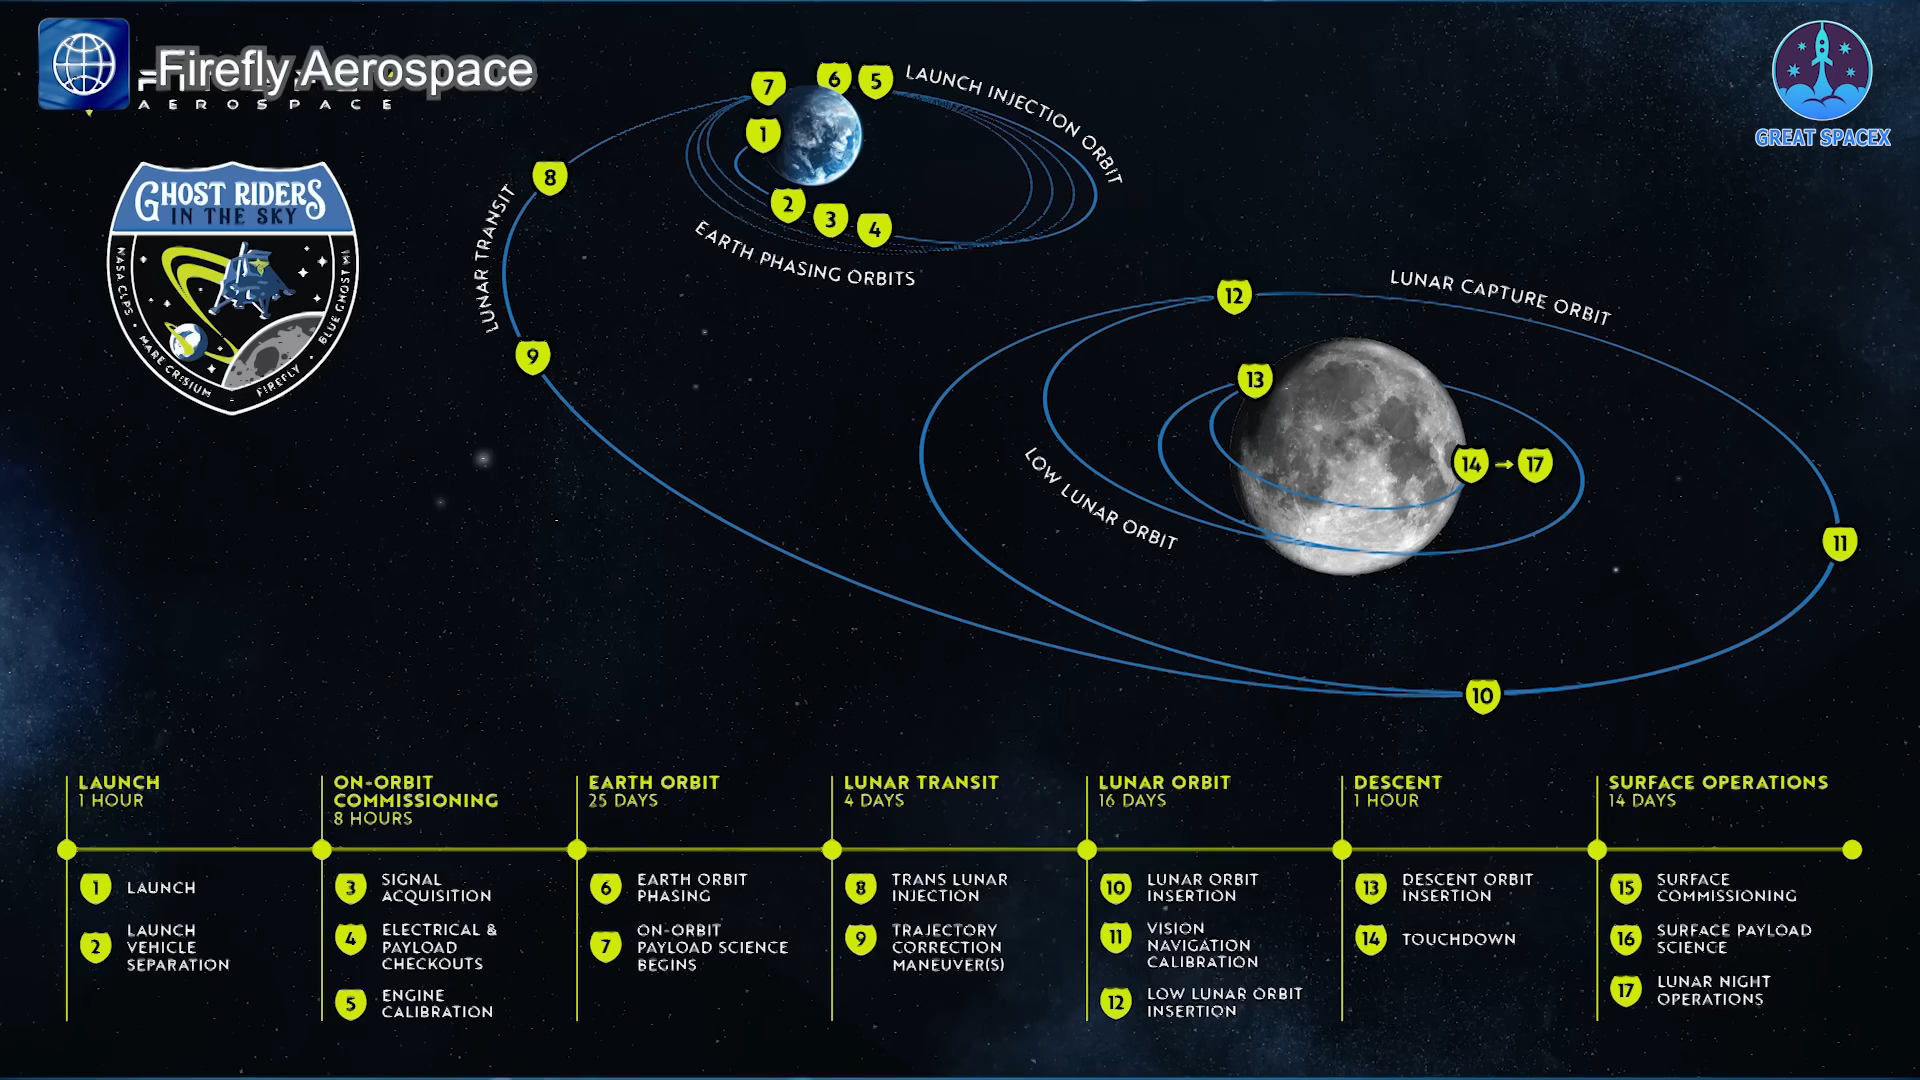 Firefly Aerospace
AEROSPACE
GREAT SPACEX
GHOST RIDERS
IN THE SKY
NASA CLPS • MARE CRISIUM - FIREFLY • BLUE GHOST M1
7
6
5
LAUNCH INJECTION ORBIT
1
8
2
3
4
LUNAR TRANSIT
EARTH PHASING ORBITS
9
12
LUNAR CAPTURE ORBIT
13
14 → 17
LOW LUNAR ORBIT
11
10
LAUNCH
1 HOUR
1 LAUNCH
2 LAUNCH
VEHICLE
SEPARATION
ON-ORBIT
COMMISSIONING
8 HOURS
3 SIGNAL
ACQUISITION
4 ELECTRICAL &
PAYLOAD
CHECKOUTS
5 ENGINE
CALIBRATION
EARTH ORBIT
25 DAYS
6 EARTH ORBIT
PHASING
7 ON-ORBIT
PAYLOAD SCIENCE
BEGINS
LUNAR TRANSIT
4 DAYS
8 TRANS LUNAR
INJECTION
9 TRAJECTORY
CORRECTION
MANEUVER(S)
LUNAR ORBIT
16 DAYS
10 LUNAR ORBIT
INSERTION
11 VISION
NAVIGATION
CALIBRATION
12 LOW LUNAR ORBIT
INSERTION
DESCENT
1 HOUR
13 DESCENT ORBIT
INSERTION
14 TOUCHDOWN
SURFACE OPERATIONS
14 DAYS
15 SURFACE
COMMISSIONING
16 SURFACE PAYLOAD
SCIENCE
17 LUNAR NIGHT
OPERATIONS